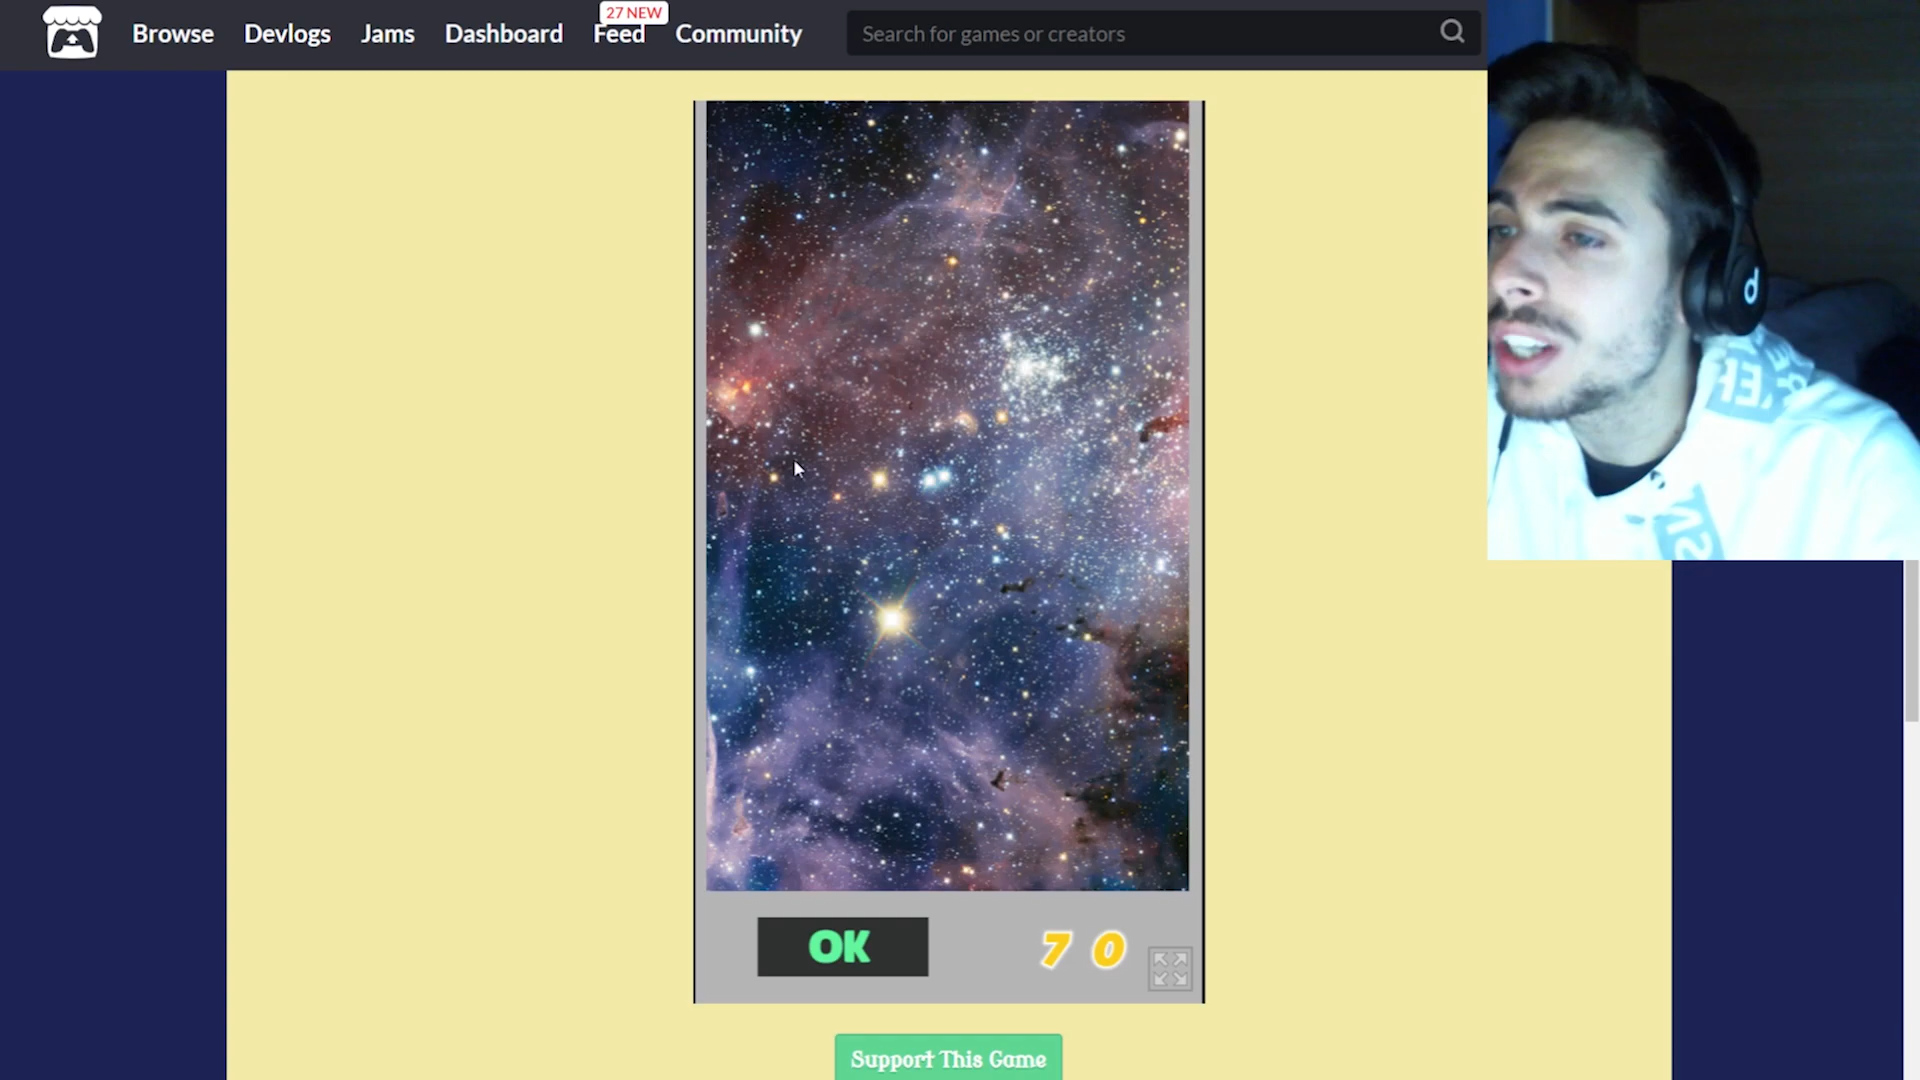 27 NEW
Browse Devlogs Jams Dashboard Feed Community Search for games or creators
OK 7 0
Support This Game